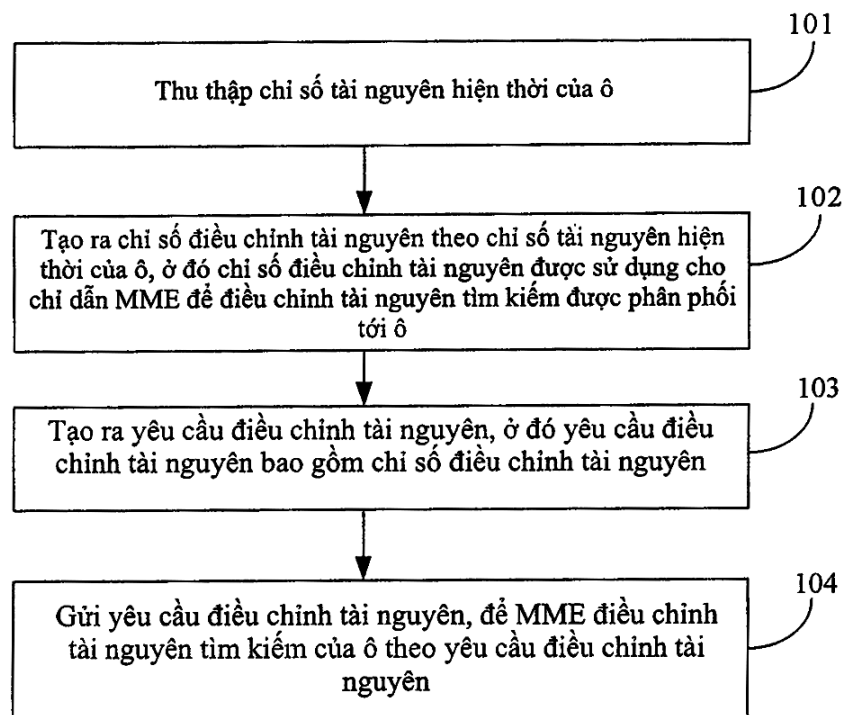 101
Thu thập chỉ số tài nguyên hiện thời của ô
102
Tạo ra chỉ số điều chỉnh tài nguyên theo chỉ số tài nguyên hiện
thời của ô, ở đó chỉ số điều chỉnh tài nguyên được sử dụng cho
chỉ dẫn MME để điều chỉnh tài nguyên tìm kiếm được phân phối
tới ô
103
Tạo ra yêu cầu điều chỉnh tài nguyên, ở đó yêu cầu điều
chỉnh tài nguyên bao gồm chỉ số điều chỉnh tài nguyên
104
Gửi yêu cầu điều chỉnh tài nguyên, để MME điều chỉnh
tài nguyên tìm kiếm của ô theo yêu cầu điều chỉnh tài
nguyên